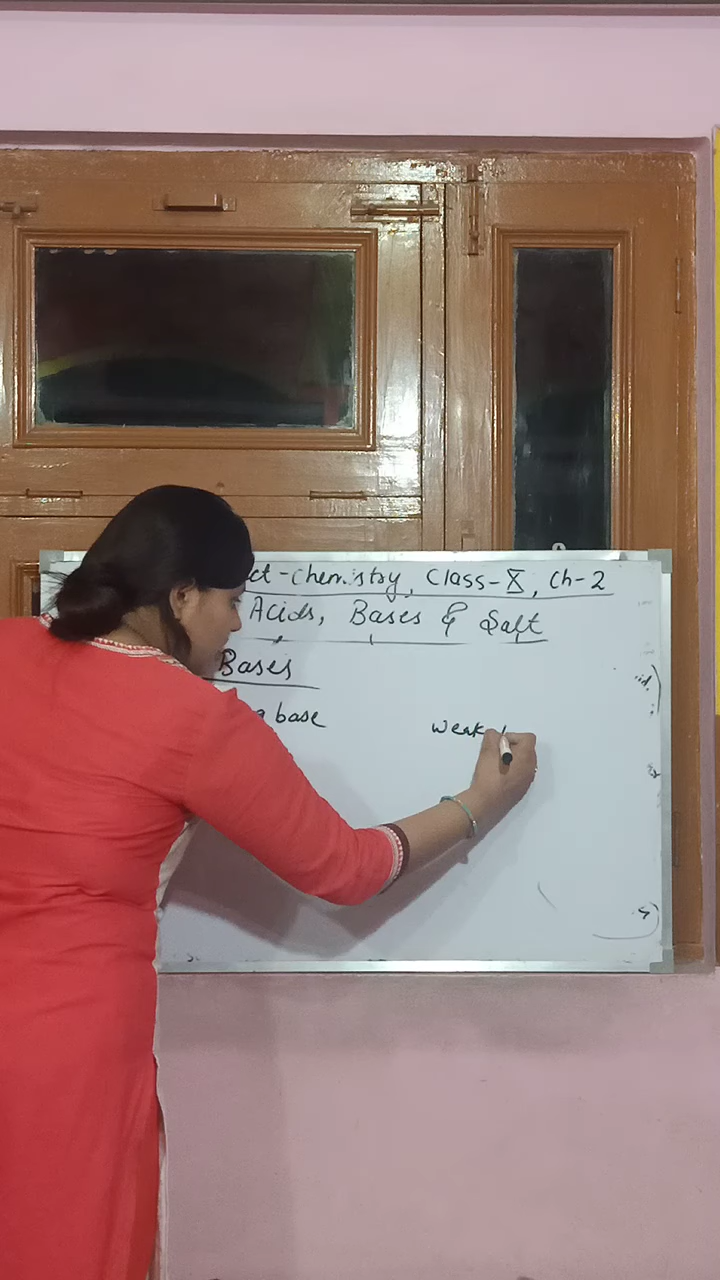 ct-chemistry, Class-X, Ch-2
Acids, Bases & Salt
Bases
g base
weak